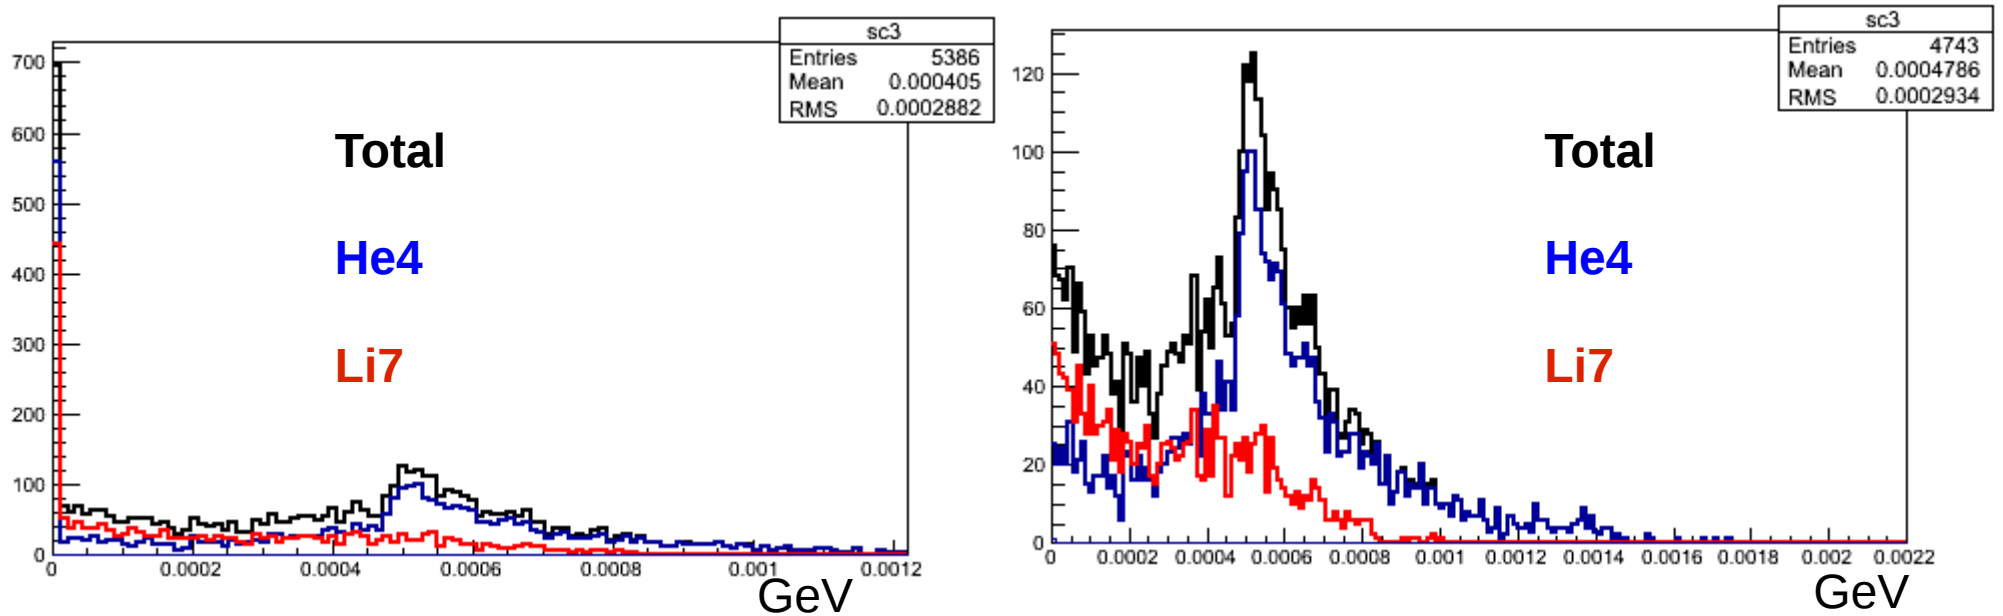 sc3
Entries 5386
Mean 0.000405
RMS 0.0002882
700
600
500
400
300
200
100
0
Total
He4
Li7
0 0.0002 0.0004 0.0006 0.0008 0.001 0.0012
GeV
sc3
Entries 4743
Mean 0.0004786
RMS 0.0002934
120
100
80
60
40
20
0
Total
He4
Li7
0 0.0002 0.0004 0.0006 0.0008 0.001 0.0012 0.0014 0.0016 0.0018 0.002 0.0022
GeV